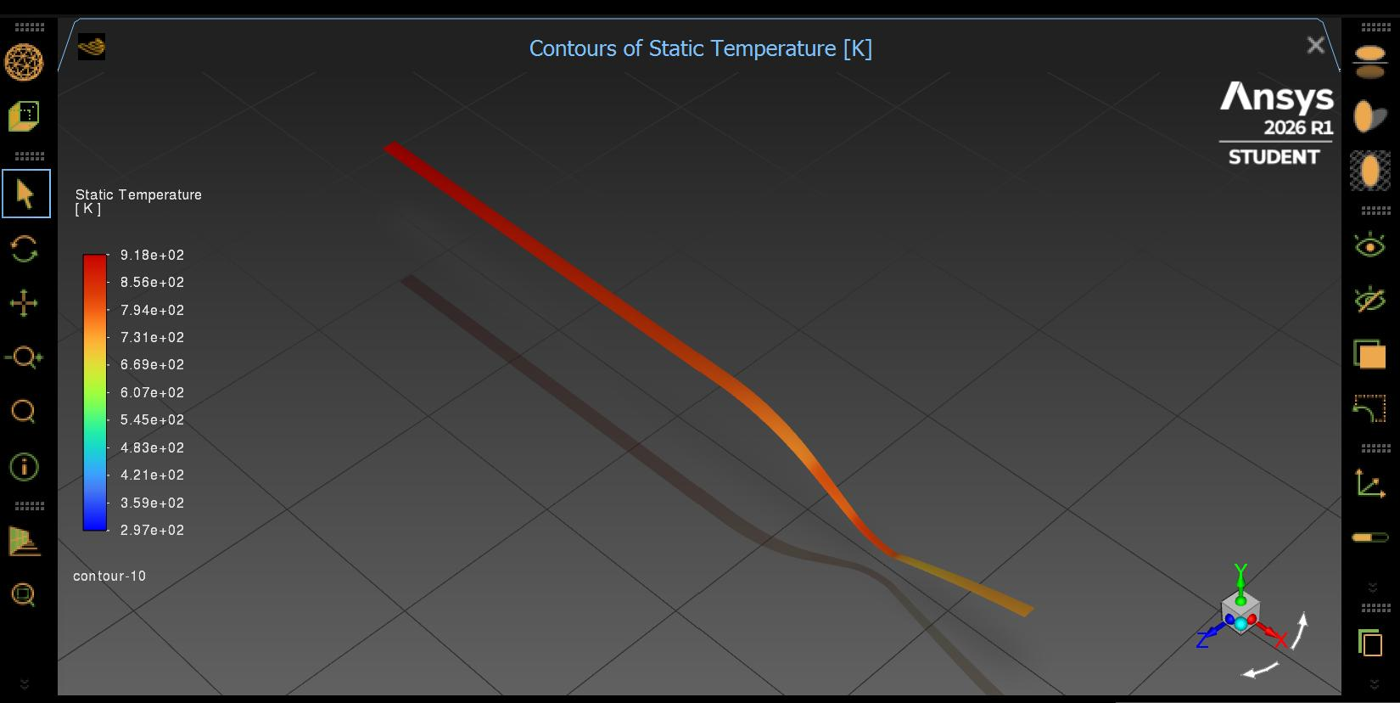 Contours of Static Temperature [K]
Ansys
2026 R1
STUDENT
Static Temperature
[ K ]
9.18e+02
8.56e+02
7.94e+02
7.31e+02
6.69e+02
6.07e+02
5.45e+02
4.83e+02
4.21e+02
3.59e+02
2.97e+02
contour-10
Y
Z
X